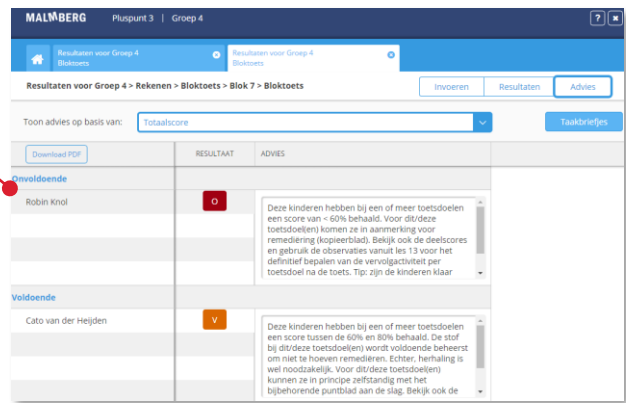 MALMBERG Pluspunt 3 | Groep 4 ?
Resultaten voor Groep 4
Bloktoets
Resultaten voor Groep 4
Bloktoets
Resultaten voor Groep 4 > Rekenen > Bloktoets > Blok 7 > Bloktoets
Invoeren Resultaten Advies
Toon advies op basis van: Totaalscore Taakbriefjes
Download PDF RESULTAAT ADVIES
Onvoldoende
Robin Knol O
Deze kinderen hebben bij een of meer toetsdoelen
een score van < 60% behaald. Voor dit/deze
toetsdoel(en) komen ze in aanmerking voor
remediëring (kopieerblad). Bekijk ook de deelscores
en gebruik de observaties vanuit les 13 voor het
definitief bepalen van de vervolgactiviteit per
toetsdoel na de toets. Tip: zijn de kinderen klaar
Voldoende
Cato van der Heijden V
Deze kinderen hebben bij een of meer toetsdoelen
een score tussen de 60% en 80% behaald. De stof
bij dit/deze toetsdoel(en) wordt voldoende beheerst
om niet te hoeven remediëren. Echter, herhaling is
wel noodzakelijk. Voor dit/deze toetsdoel(en)
kunnen ze in principe zelfstandig met het
bijbehorende puntblad aan de slag. Bekijk ook de